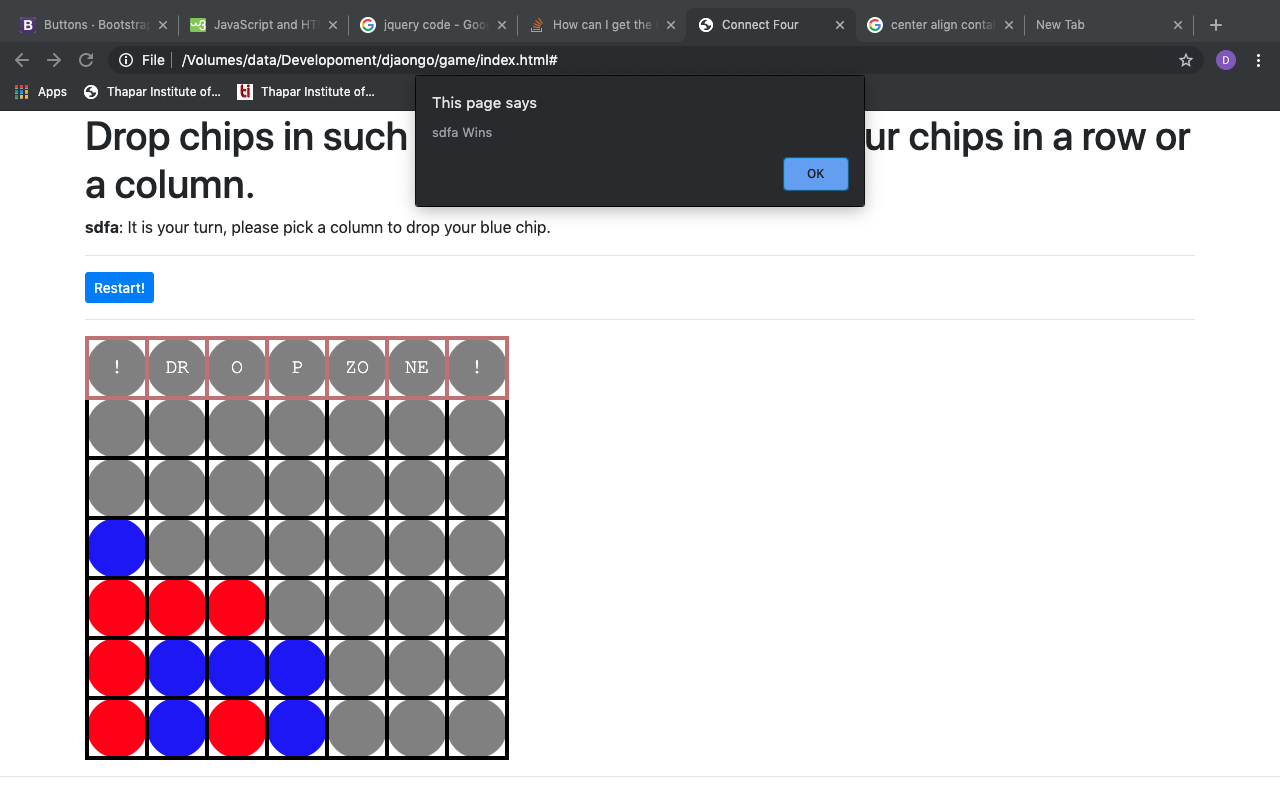 Buttons · Bootstrap
JavaScript and HT
jquery code - Goo
How can I get the
Connect Four
center align conta
New Tab
File
/Volumes/data/Developoment/djaongo/game/index.html#
D
Apps
Thapar Institute of...
Thapar Institute of...
This page says
sdfa Wins
OK
Drop chips in such ur chips in a row or
a column.
sdfa: It is your turn, please pick a column to drop your blue chip.
Restart!
! DR O P ZO NE !